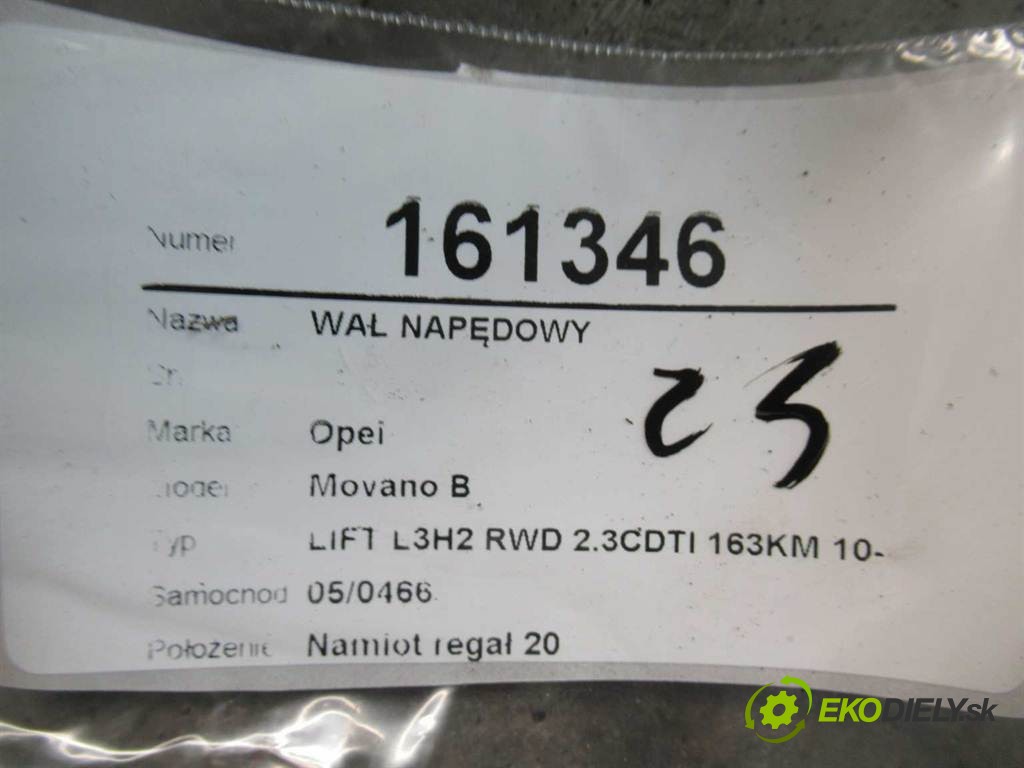 Numer 161346
Nazwa WAŁ NAPĘDOWY
Marka Opel
Model Movano B
Typ LIFT L3H2 RWD 2.3CDTI 163KM 10-
Samochód 05/0466
Położenie Namiot regał 20
EKODIELY.sk